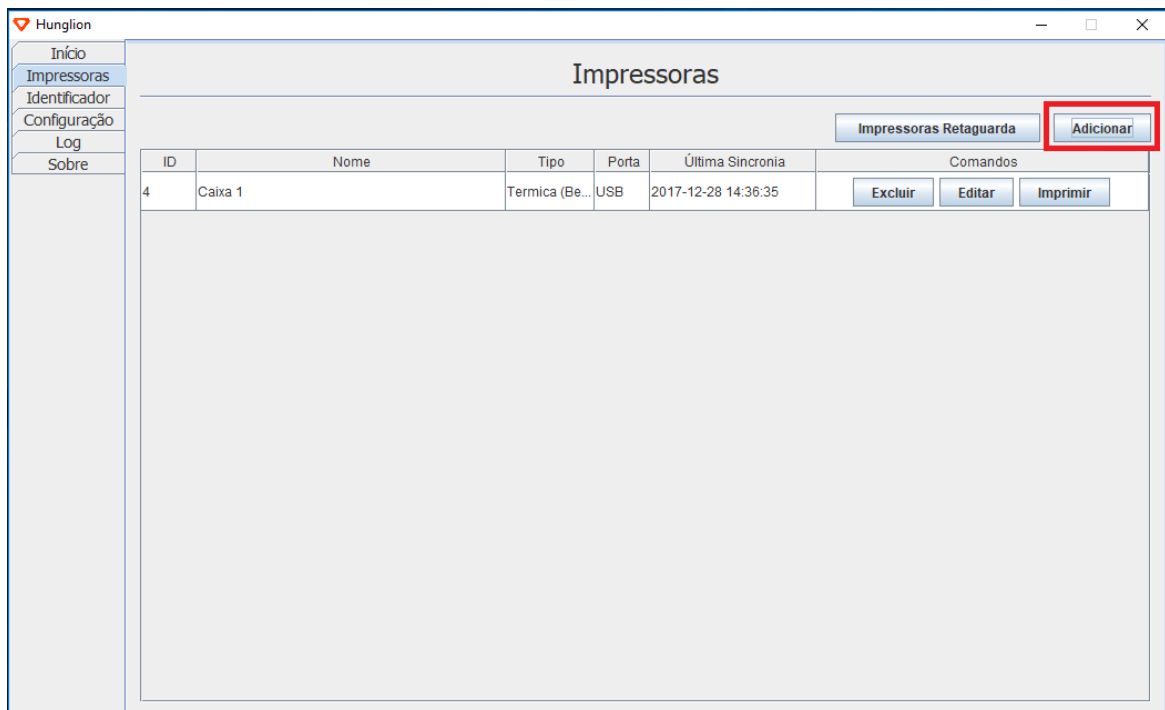 Hunglion
Início
Impressoras
Identificador
Configuração
Log
Sobre
Impressoras
Impressoras Retaguarda Adicionar
ID Nome Tipo Porta Última Sincronia Comandos
4 Caixa 1 Termica (Be... USB 2017-12-28 14:36:35 Excluir Editar Imprimir